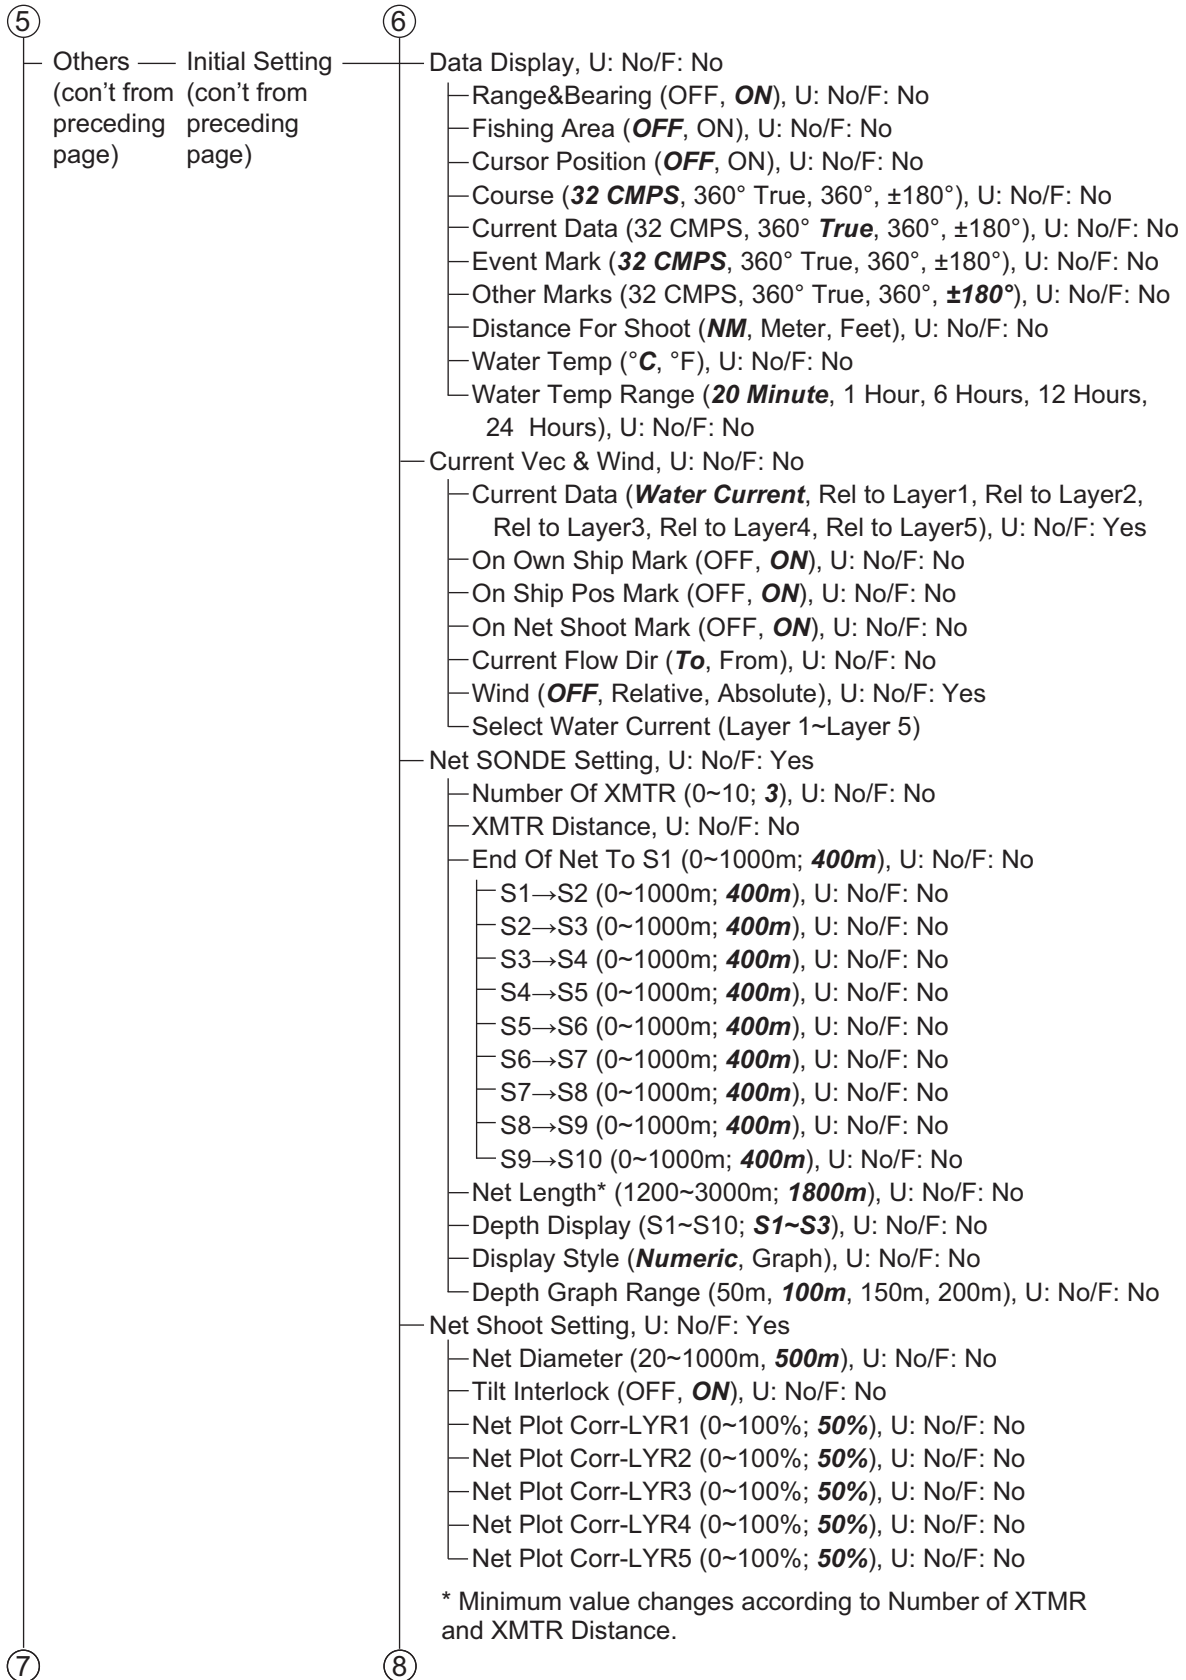 ⑤ ⑥
Others Initial Setting Data Display, U: No/F: No
(con't from (con't from
preceding preceding
page) page)
Range&Bearing (OFF, ON), U: No/F: No
Fishing Area (OFF, ON), U: No/F: No
Cursor Position (OFF, ON), U: No/F: No
Course (32 CMPS, 360° True, 360°, ±180°), U: No/F: No
Current Data (32 CMPS, 360° True, 360°, ±180°), U: No/F: No
Event Mark (32 CMPS, 360° True, 360°, ±180°), U: No/F: No
Other Marks (32 CMPS, 360° True, 360°, ±180°), U: No/F: No
Distance For Shoot (NM, Meter, Feet), U: No/F: No
Water Temp (°C, °F), U: No/F: No
Water Temp Range (20 Minute, 1 Hour, 6 Hours, 12 Hours,
24 Hours), U: No/F: No
Current Vec & Wind, U: No/F: No
Current Data (Water Current, Rel to Layer1, Rel to Layer2,
Rel to Layer3, Rel to Layer4, Rel to Layer5), U: No/F: Yes
On Own Ship Mark (OFF, ON), U: No/F: No
On Ship Pos Mark (OFF, ON), U: No/F: No
On Net Shoot Mark (OFF, ON), U: No/F: No
Current Flow Dir (To, From), U: No/F: No
Wind (OFF, Relative, Absolute), U: No/F: Yes
Select Water Current (Layer 1~Layer 5)
Net SONDE Setting, U: No/F: Yes
Number Of XMTR (0~10; 3), U: No/F: No
XMTR Distance, U: No/F: No
End Of Net To S1 (0~1000m; 400m), U: No/F: No
S1→S2 (0~1000m; 400m), U: No/F: No
S2→S3 (0~1000m; 400m), U: No/F: No
S3→S4 (0~1000m; 400m), U: No/F: No
S4→S5 (0~1000m; 400m), U: No/F: No
S5→S6 (0~1000m; 400m), U: No/F: No
S6→S7 (0~1000m; 400m), U: No/F: No
S7→S8 (0~1000m; 400m), U: No/F: No
S8→S9 (0~1000m; 400m), U: No/F: No
S9→S10 (0~1000m; 400m), U: No/F: No
Net Length* (1200~3000m; 1800m), U: No/F: No
Depth Display (S1~S10; S1~S3), U: No/F: No
Display Style (Numeric, Graph), U: No/F: No
Depth Graph Range (50m, 100m, 150m, 200m), U: No/F: No
Net Shoot Setting, U: No/F: Yes
Net Diameter (20~1000m, 500m), U: No/F: No
Tilt Interlock (OFF, ON), U: No/F: No
Net Plot Corr-LYR1 (0~100%; 50%), U: No/F: No
Net Plot Corr-LYR2 (0~100%; 50%), U: No/F: No
Net Plot Corr-LYR3 (0~100%; 50%), U: No/F: No
Net Plot Corr-LYR4 (0~100%; 50%), U: No/F: No
Net Plot Corr-LYR5 (0~100%; 50%), U: No/F: No
* Minimum value changes according to Number of XTMR
and XMTR Distance.
⑦ ⑧